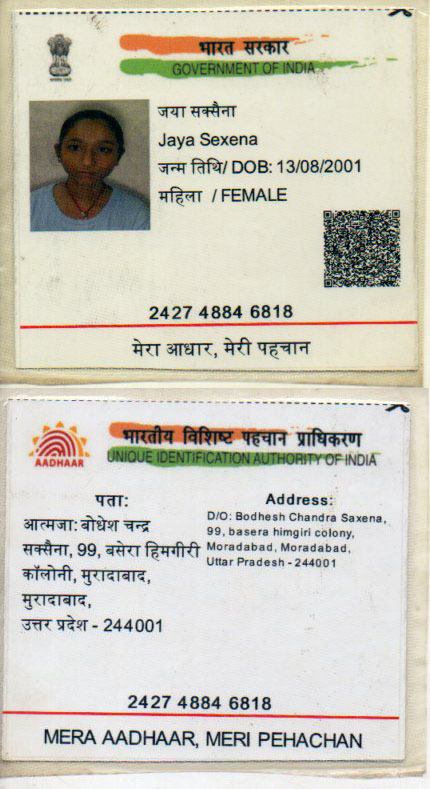 भारत सरकार
GOVERNMENT OF INDIA
जया सक्सैना
Jaya Sexena
जन्म तिथि/ DOB: 13/08/2001
महिला / FEMALE
2427 4884 6818
मेरा आधार, मेरी पहचान
भारतीय विशिष्ट पहचान प्राधिकरण
AADHAAR
UNIQUE IDENTIFICATION AUTHORITY OF INDIA
पता:
आत्मजा: बोधेश चन्द्र
सक्सैना, 99, बसेरा हिमगीरी
कॉलोनी, मुरादाबाद,
मुरादाबाद,
उत्तर प्रदेश - 244001
Address:
D/O: Bodhesh Chandra Saxena,
99, basera himgiri colony,
Moradabad, Moradabad,
Uttar Pradesh - 244001
2427 4884 6818
MERA AADHAAR, MERI PEHACHAN